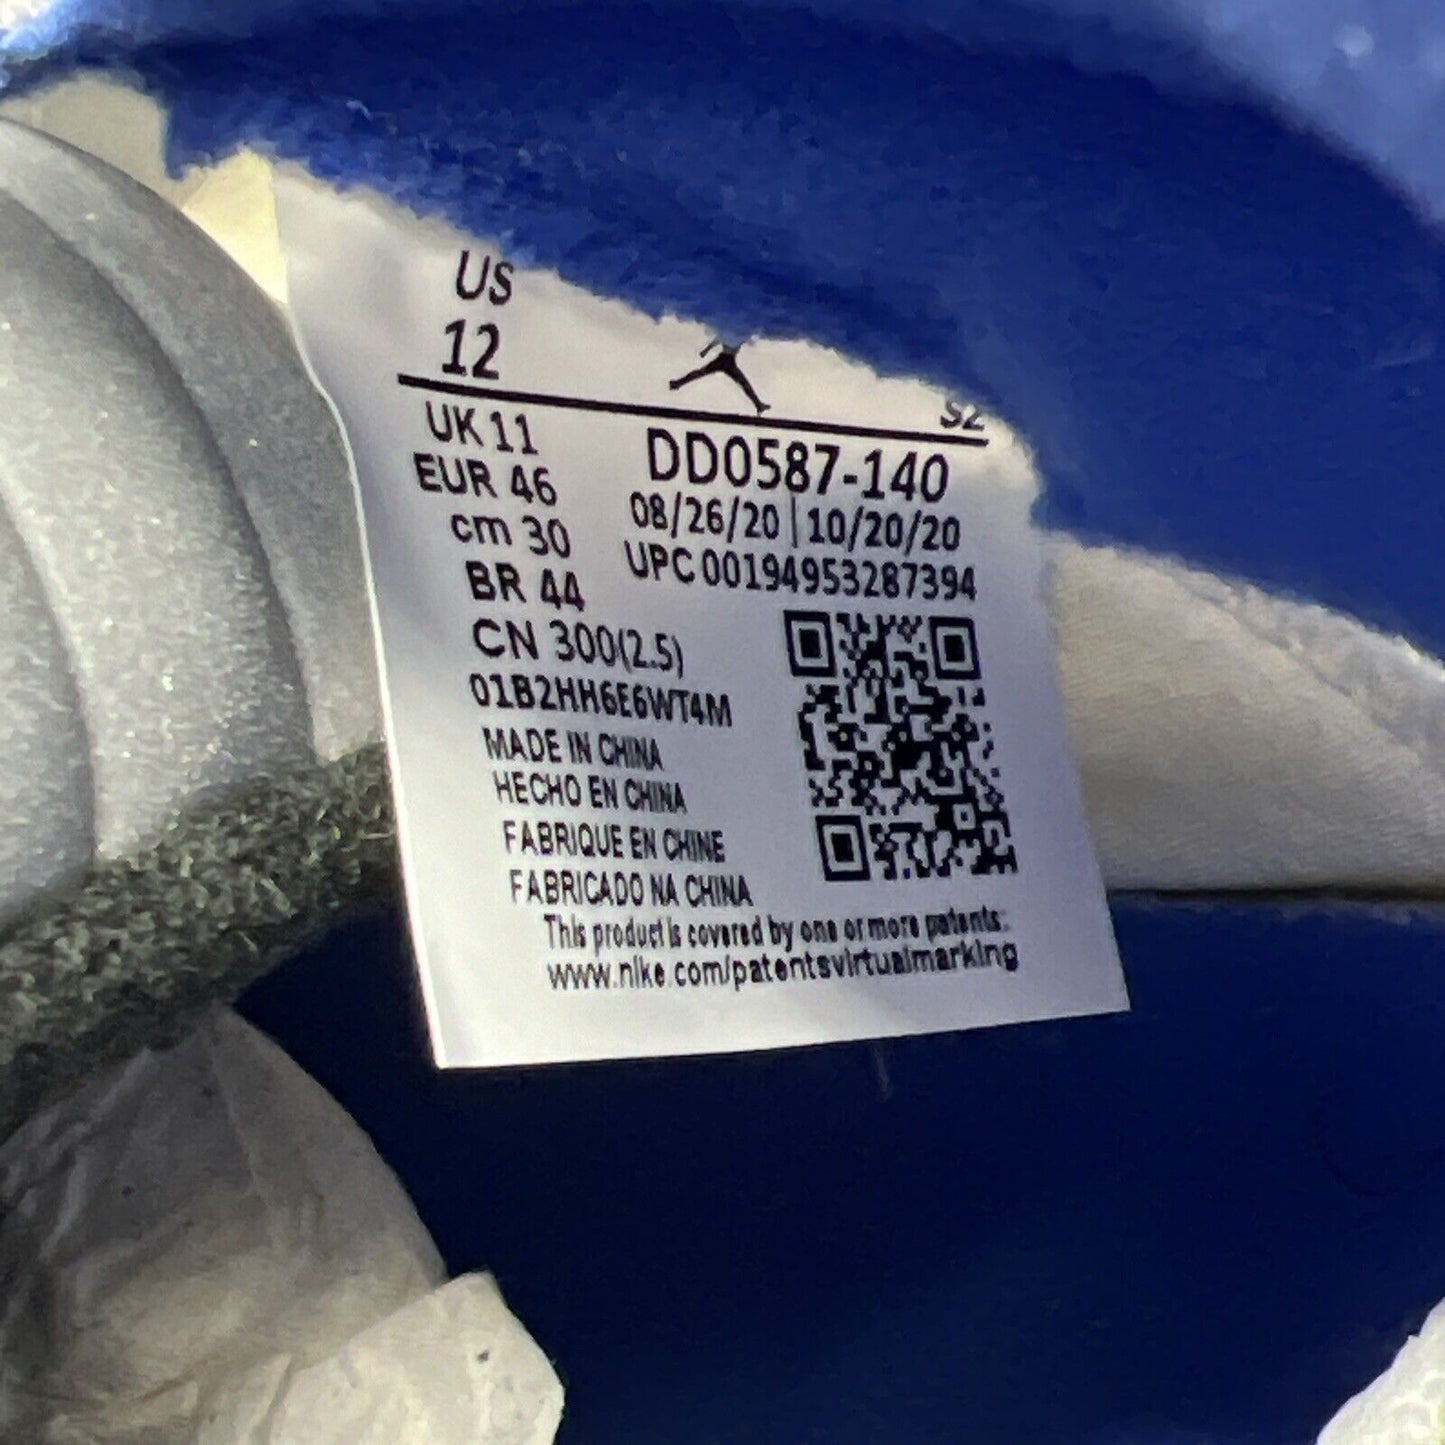 US
12
S2
UK 11
EUR 46
cm 30
BR 44
CN 300(2.5)
01B2HH6E6WT4M
DD0587-140
08/26/20 | 10/20/20
UPC 00194953287394
MADE IN CHINA
HECHO EN CHINA
FABRIQUE EN CHINE
FABRICADO NA CHINA
This product is covered by one or more patents:
www.nike.com/patentsvirtualmarking